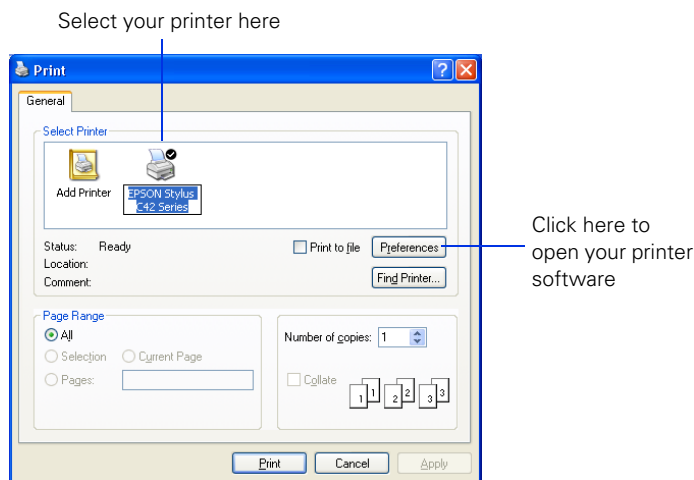 Select your printer here
Print
General
Select Printer
Add Printer
EPSON Stylus
C42 Series
Status: Ready
Location:
Comment:
Print to file
Preferences
Find Printer...
Click here to
open your printer
software
Page Range
All
Selection
Current Page
Pages:
Number of copies: 1
Collate
1 1 2 2 3 3
Print
Cancel
Apply